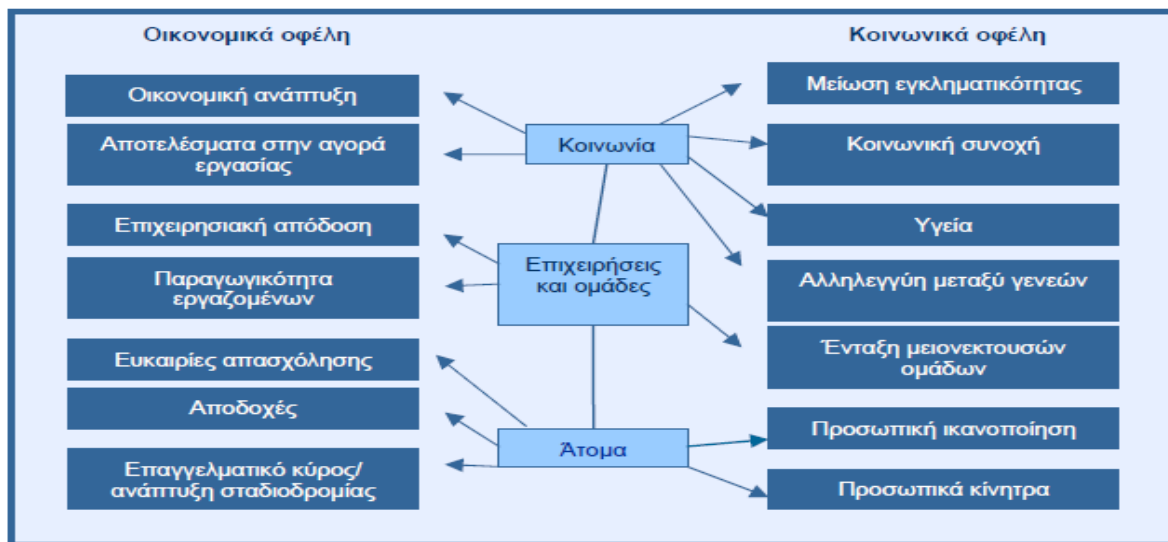 Οικονομικά οφέλη
Κοινωνικά οφέλη
Οικονομική ανάπτυξη
Αποτελέσματα στην αγορά
εργασίας
Επιχειρησιακή απόδοση
Παραγωγικότητα
εργαζομένων
Ευκαιρίες απασχόλησης
Αποδοχές
Επαγγελματικό κύρος/
ανάπτυξη σταδιοδρομίας
Κοινωνία
Επιχειρήσεις
και ομάδες
Άτομα
Μείωση εγκληματικότητας
Κοινωνική συνοχή
Υγεία
Αλληλεγγύη μεταξύ γενεών
Ένταξη μειονεκτουσών
ομάδων
Προσωπική ικανοποίηση
Προσωπικά κίνητρα